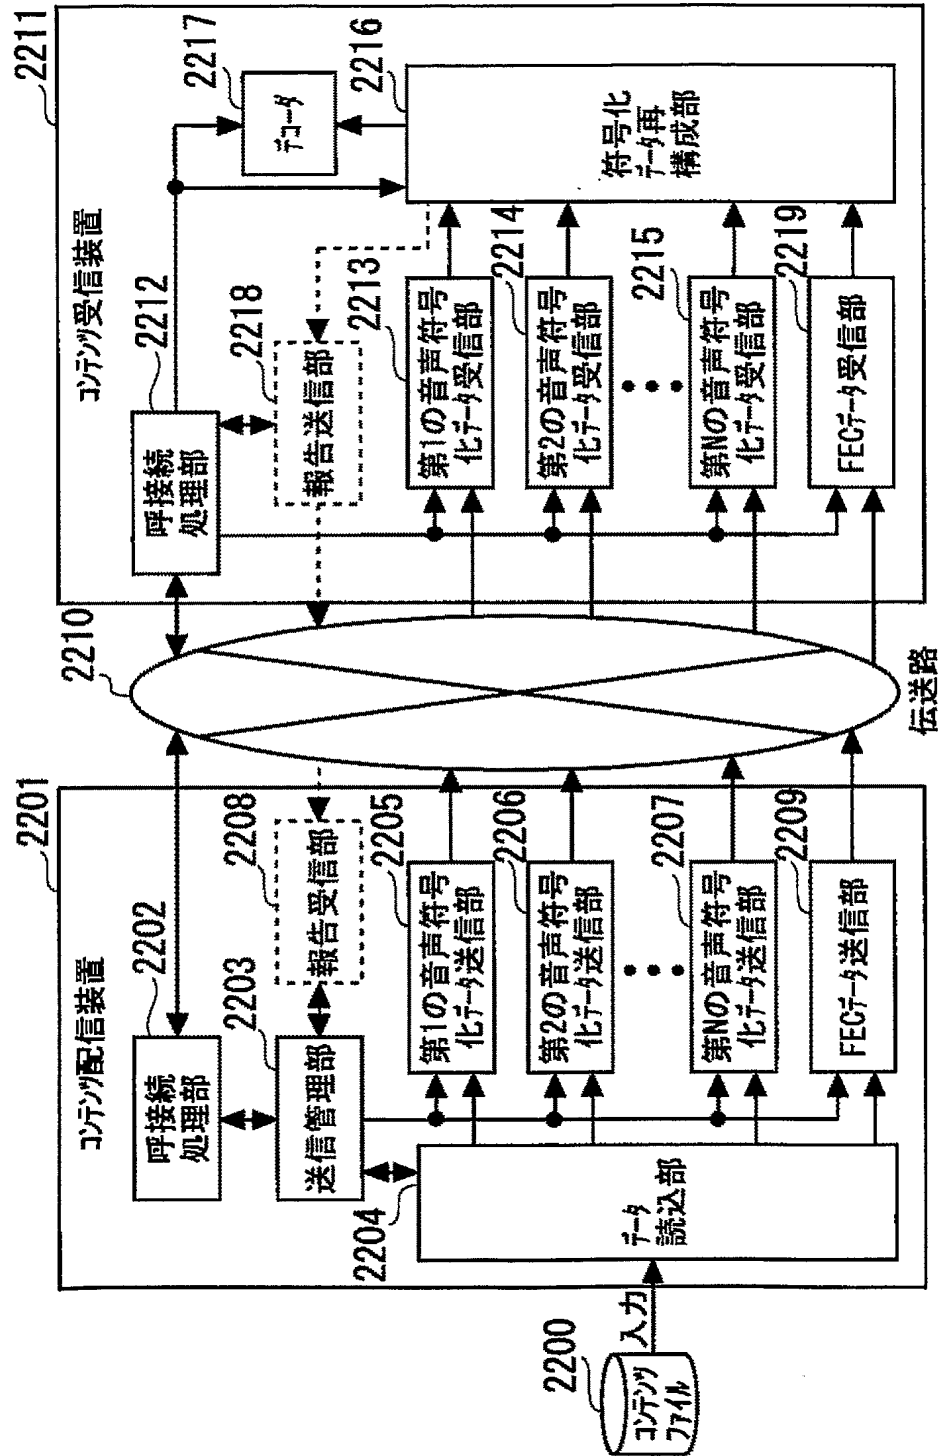 2200
コンテンツ
ファイル
入力
2201
コンテンツ配信装置
2202
呼接続
処理部
2203
送信管理部
2208
報告受信部
2204
データ
読込部
2205
第1の音声符号
化データ送信部
2206
第2の音声符号
化データ送信部
2207
第Nの音声符号
化データ送信部
2209
FECデータ送信部
2210
伝送路
2211
コンテンツ受信装置
2212
呼接続
処理部
2218
報告送信部
2213
第1の音声符号
化データ受信部
2214
第2の音声符号
化データ受信部
2215
第Nの音声符号
化データ受信部
2219
FECデータ受信部
2217
デコーダ
2216
符号化
データ再
構成部